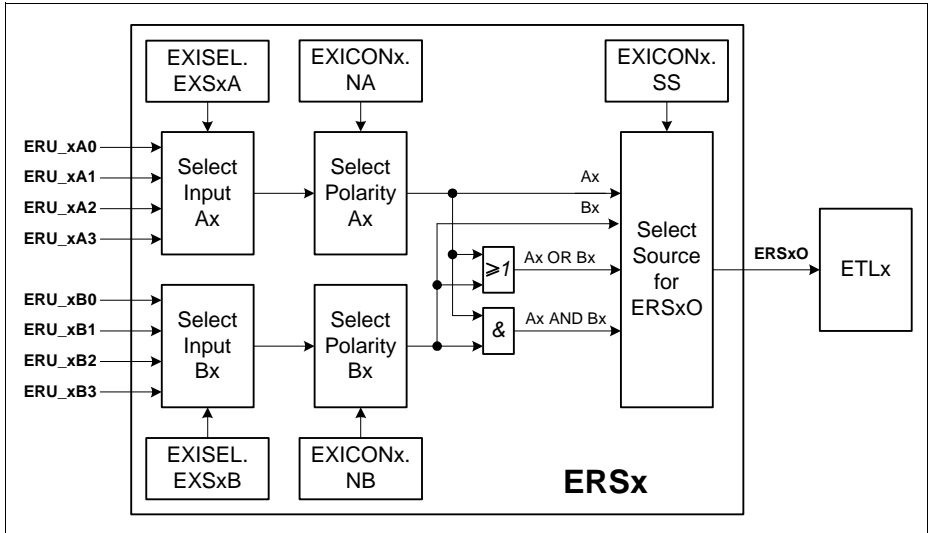 EXISEL.
EXSxA
EXICONx.
NA
EXICONx.
SS
ERU_xA0
ERU_xA1
ERU_xA2
ERU_xA3
Select
Input
Ax
Select
Polarity
Ax
Ax
Bx
≥1
Ax OR Bx
&
Ax AND Bx
Select
Source
for
ERSxO
ERSxO
ETLx
ERU_xB0
ERU_xB1
ERU_xB2
ERU_xB3
Select
Input
Bx
Select
Polarity
Bx
EXISEL.
EXSxB
EXICONx.
NB
ERSx